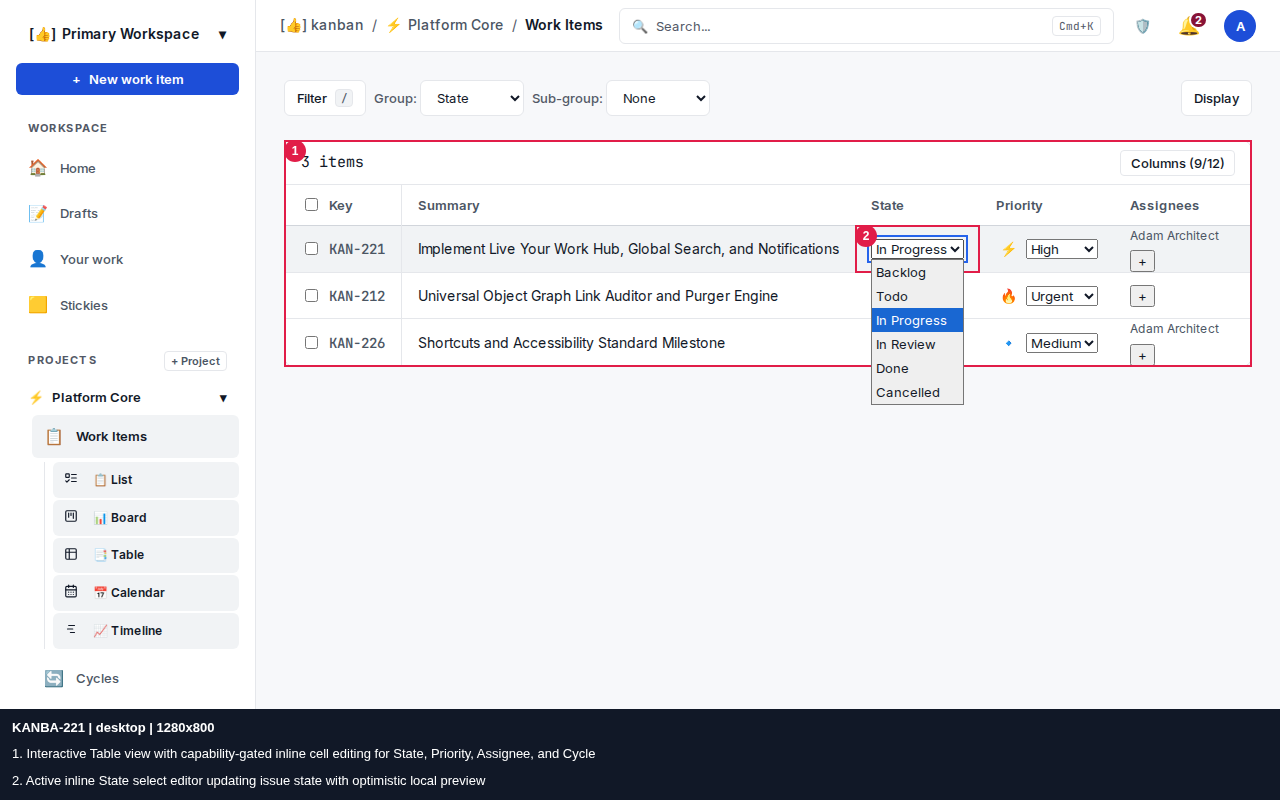 [👍] Primary Workspace ▾
+ New work item
WORKSPACE
🏠 Home
📝 Drafts
👤 Your work
🟨 Stickies
PROJECTS + Project
⚡ Platform Core ▾
📋 Work Items
📋 List
📊 Board
📑 Table
📅 Calendar
📈 Timeline
🔄 Cycles
[👍] kanban / ⚡ Platform Core / Work Items
🔍 Search... Cmd+K
🛡️ 🔔 2 A
Filter / Group: State Sub-group: None Display
1 3 items Columns (9/12)
Key Summary State Priority Assignees
KAN-221 Implement Live Your Work Hub, Global Search, and Notifications 2 In Progress ⚡ High Adam Architect +
KAN-212 Universal Object Graph Link Auditor and Purger Engine 🔥 Urgent +
KAN-226 Shortcuts and Accessibility Standard Milestone 🔹 Medium Adam Architect +
Backlog
Todo
In Progress
In Review
Done
Cancelled
KANBA-221 | desktop | 1280x800
1. Interactive Table view with capability-gated inline cell editing for State, Priority, Assignee, and Cycle
2. Active inline State select editor updating issue state with optimistic local preview